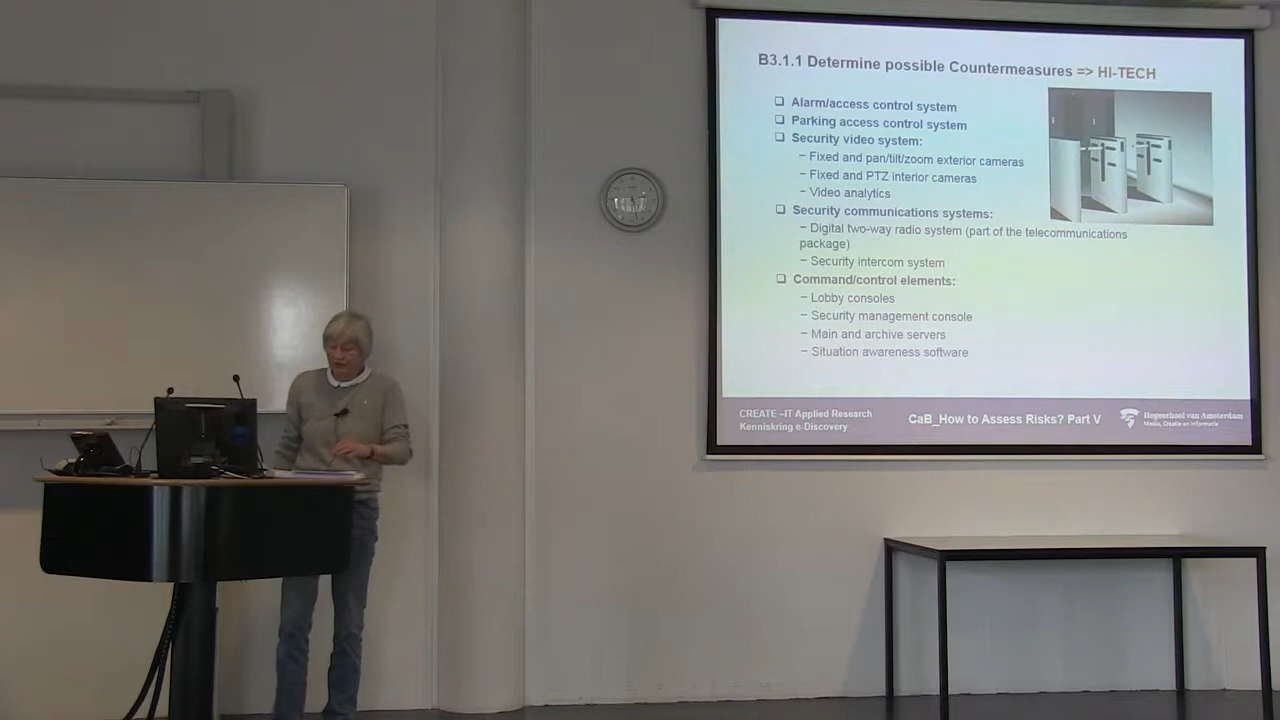 B3.1.1 Determine possible Countermeasures => HI-TECH
❑ Alarm/access control system
❑ Parking access control system
❑ Security video system:
− Fixed and pan/tilt/zoom exterior cameras
− Fixed and PTZ interior cameras
− Video analytics
❑ Security communications systems:
− Digital two-way radio system (part of the telecommunications
package)
− Security intercom system
❑ Command/control elements:
− Lobby consoles
− Security management console
− Main and archive servers
− Situation awareness software
CREATE –IT Applied Research
Kenniskring e-Discovery
CaB_How to Assess Risks? Part V
Hogeschool van Amsterdam
Media, Creatie en Informatie